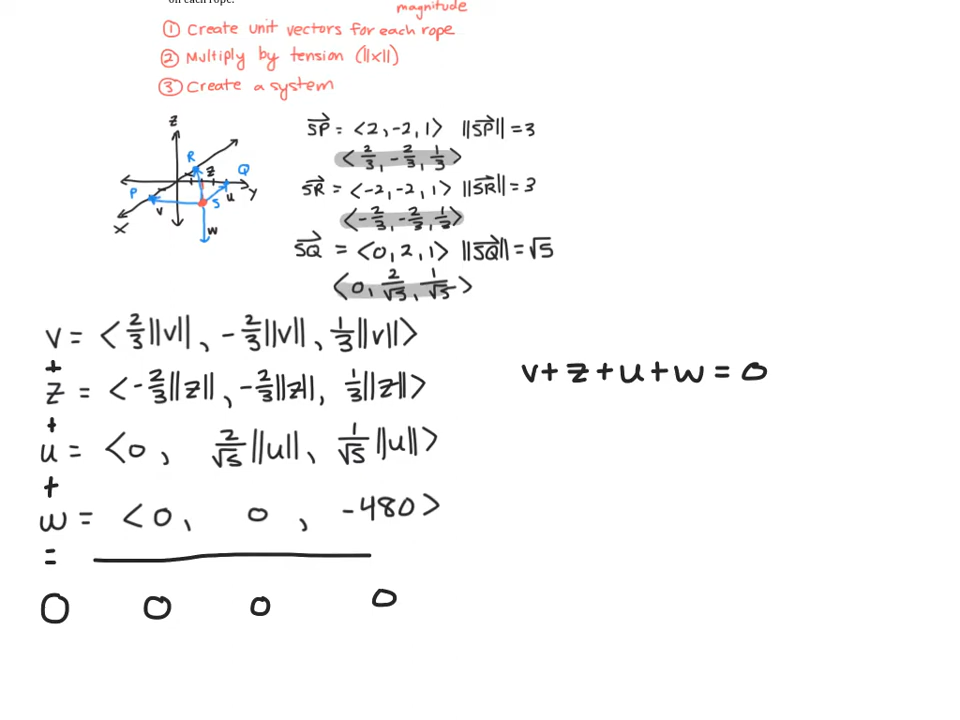 on each rope.
magnitude
① Create unit vectors for each rope
② Multiply by tension (||x||)
③ Create a system
Z
R
Z
Q
P
S
u
y
v
X
W
SP⃗ = <2, -2, 1> ||SP⃗|| = 3
<2/3, -2/3, 1/3>
SR⃗ = <-2, -2, 1> ||SR⃗|| = 3
<-2/3, -2/3, 1/3>
SQ⃗ = <0, 2, 1> ||SQ⃗|| = √5
<0, 2/√5, 1/√5>
v = <2/3||v||, -2/3||v||, 1/3||v||>
+
z = <-2/3||z||, -2/3||z||, 1/3||z||>
v + z + u + w = 0
+
u = <0, 2/√5||u||, 1/√5||u||>
+
w = <0, 0, -480>
=
0 0 0 0